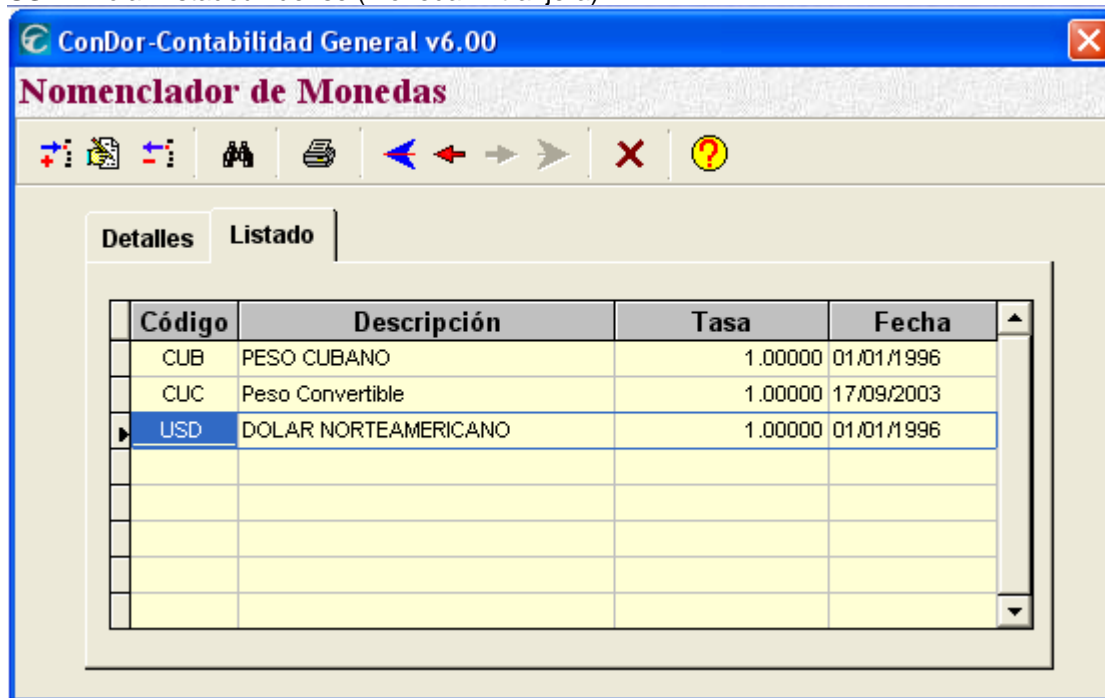 ConDor-Contabilidad General v6.00
Nomenclador de Monedas
Detalles Listado
Código Descripción Tasa Fecha
CUB PESO CUBANO 1.00000 01/01/1996
CUC Peso Convertible 1.00000 17/09/2003
USD DOLAR NORTEAMERICANO 1.00000 01/01/1996